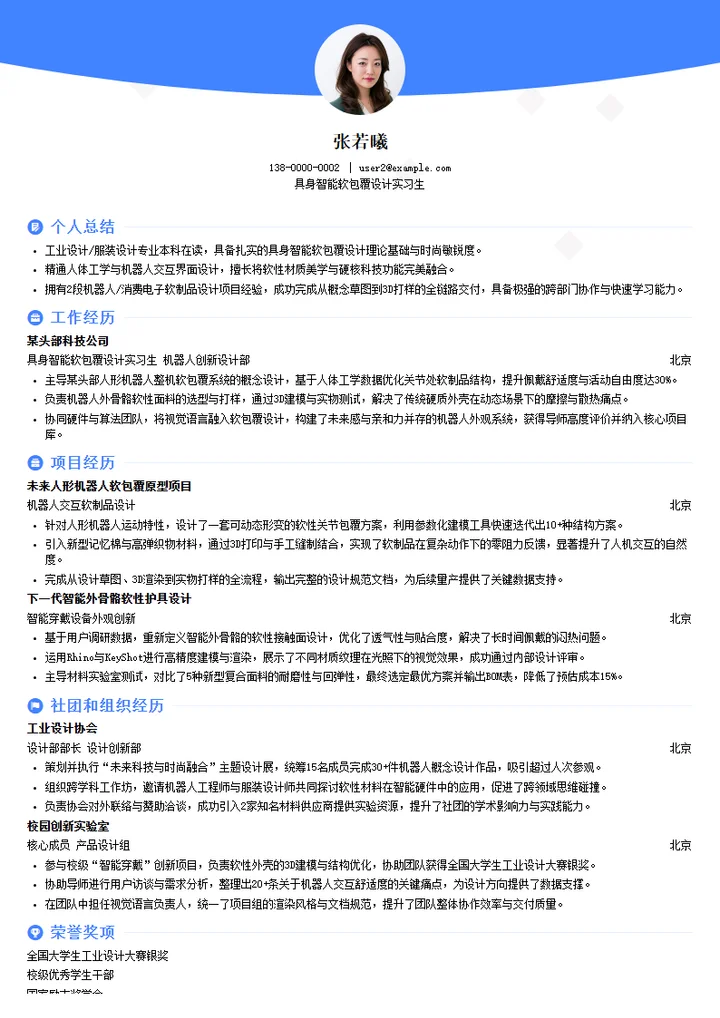 张若曦
138-0000-0002 | user2@example.com
具身智能软包覆设计实习生
个人总结
• 工业设计/服装设计专业本科在读，具备扎实的具身智能软包覆设计理论基础与时尚敏锐度。
• 精通人体工学与机器人交互界面设计，擅长将软性材质美学与硬核科技功能完美融合。
• 拥有2段机器人/消费电子软制品设计项目经验，成功完成从概念草图到3D打样的全链路交付，具备极强的跨部门协作与快速学习能力。
工作经历
某头部科技公司
具身智能软包覆设计实习生 机器人创新设计部 北京
• 主导某头部人形机器人整机软包覆系统的概念设计，基于人体工学数据优化关节处软制品结构，提升佩戴舒适度与活动自由度达30%。
• 负责机器人外骨骼软性面料的选型与打样，通过3D建模与实物测试，解决了传统硬质外壳在动态场景下的摩擦与散热痛点。
• 协同硬件与算法团队，将视觉语言融入软包覆设计，构建了未来感与亲和力并存的机器人外观系统，获得导师高度评价并纳入核心项目
库。
项目经历
未来人形机器人软包覆原型项目
机器人交互软制品设计 北京
• 针对人形机器人运动特性，设计了一套可动态形变的软性关节包覆方案，利用参数化建模工具快速迭代出10+种结构方案。
• 引入新型记忆棉与高弹织物材料，通过3D打印与手工缝制结合，实现了软制品在复杂动作下的零阻力反馈，显著提升了人机交互的自然
度。
• 完成从设计草图、3D渲染到实物打样的全流程，输出完整的设计规范文档，为后续量产提供了关键数据支持。
下一代智能外骨骼软性护具设计
智能穿戴设备外观创新 北京
• 基于用户调研数据，重新定义智能外骨骼的软性接触面设计，优化了透气性与贴合度，解决了长时间佩戴的闷热问题。
• 运用Rhino与KeyShot进行高精度建模与渲染，展示了不同材质纹理在光照下的视觉效果，成功通过内部设计评审。
• 主导材料实验室测试，对比了5种新型复合面料的耐磨性与回弹性，最终选定最优方案并输出BOM表，降低了预估成本15%。
社团和组织经历
工业设计协会
设计部部长 设计创新部 北京
• 策划并执行“未来科技与时尚融合”主题设计展，统筹15名成员完成30+件机器人概念设计作品，吸引超过人次参观。
• 组织跨学科工作坊，邀请机器人工程师与服装设计师共同探讨软性材料在智能硬件中的应用，促进了跨领域思维碰撞。
• 负责协会对外联络与赞助洽谈，成功引入2家知名材料供应商提供实验资源，提升了社团的学术影响力与实践能力。
校园创新实验室
核心成员 产品设计组 北京
• 参与校级“智能穿戴”创新项目，负责软性外壳的3D建模与结构优化，协助团队获得全国大学生工业设计大赛银奖。
• 协助导师进行用户访谈与需求分析，整理出20+条关于机器人交互舒适度的关键痛点，为设计方向提供了数据支撑。
• 在团队中担任视觉语言负责人，统一了项目组的渲染风格与文档规范，提升了团队整体协作效率与交付质量。
荣誉奖项
全国大学生工业设计大赛银奖
校级优秀学生干部
国家励志奖学金